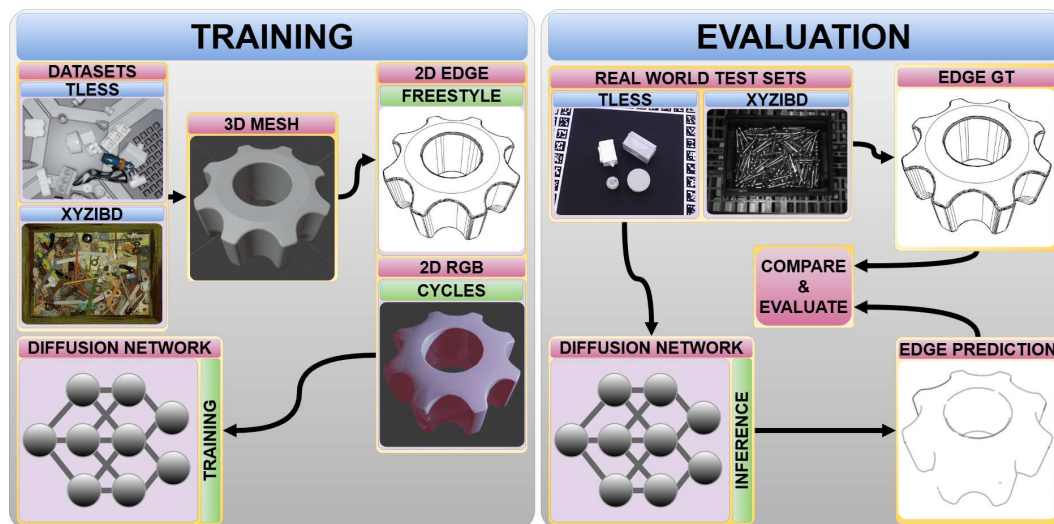 TRAINING
DATASETS
TLESS
XYZIBD
3D MESH
2D EDGE
FREESTYLE
2D RGB
CYCLES
DIFFUSION NETWORK
TRAINING
EVALUATION
REAL WORLD TEST SETS
TLESS
XYZIBD
EDGE GT
COMPARE
&
EVALUATE
DIFFUSION NETWORK
INFERENCE
EDGE PREDICTION